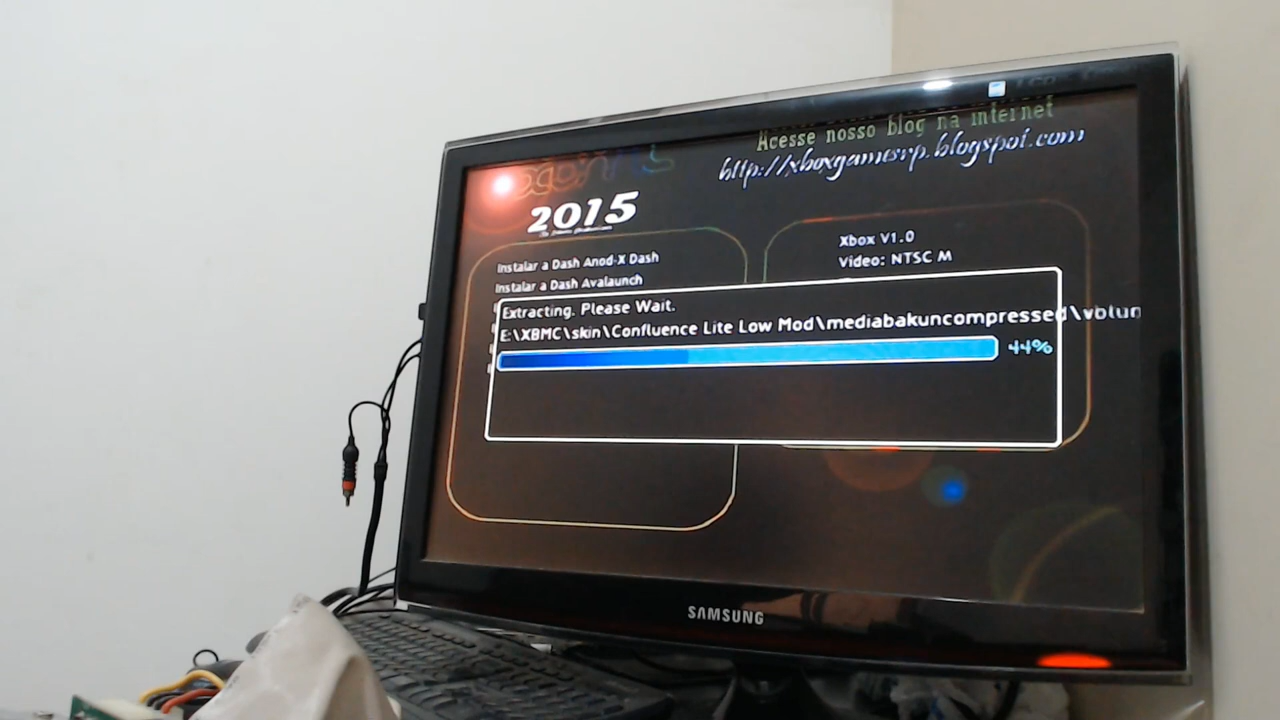 Acesse nosso blog na internet
http://xboxgamesrp.blogspot.com
2015
Instalar a Dash Anod-X Dash
Instalar a Dash Avalaunch
Xbox V1.0
Video: NTSC M
Extracting. Please Wait.
E:\XBMC\skin\Confluence Lite Low Mod\mediabakuncompressed\vblun
44%
SAMSUNG